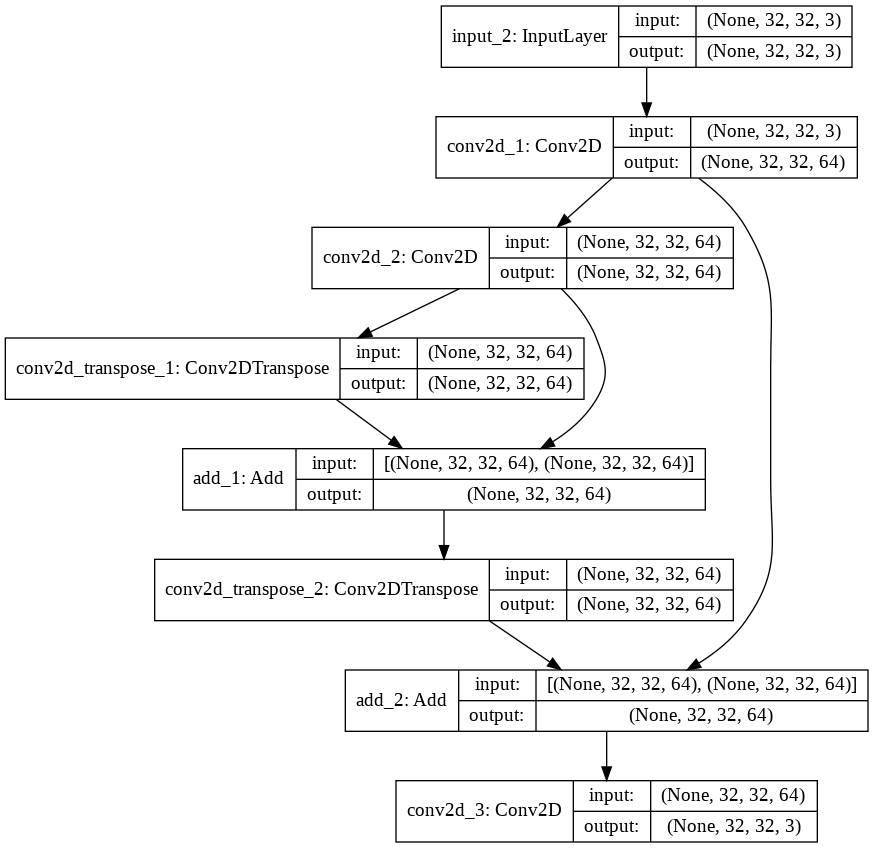 input_2: InputLayer
input: (None, 32, 32, 3)
output: (None, 32, 32, 3)
conv2d_1: Conv2D
input: (None, 32, 32, 3)
output: (None, 32, 32, 64)
conv2d_2: Conv2D
input: (None, 32, 32, 64)
output: (None, 32, 32, 64)
conv2d_transpose_1: Conv2DTranspose
input: (None, 32, 32, 64)
output: (None, 32, 32, 64)
add_1: Add
input: [(None, 32, 32, 64), (None, 32, 32, 64)]
output: (None, 32, 32, 64)
conv2d_transpose_2: Conv2DTranspose
input: (None, 32, 32, 64)
output: (None, 32, 32, 64)
add_2: Add
input: [(None, 32, 32, 64), (None, 32, 32, 64)]
output: (None, 32, 32, 64)
conv2d_3: Conv2D
input: (None, 32, 32, 64)
output: (None, 32, 32, 3)